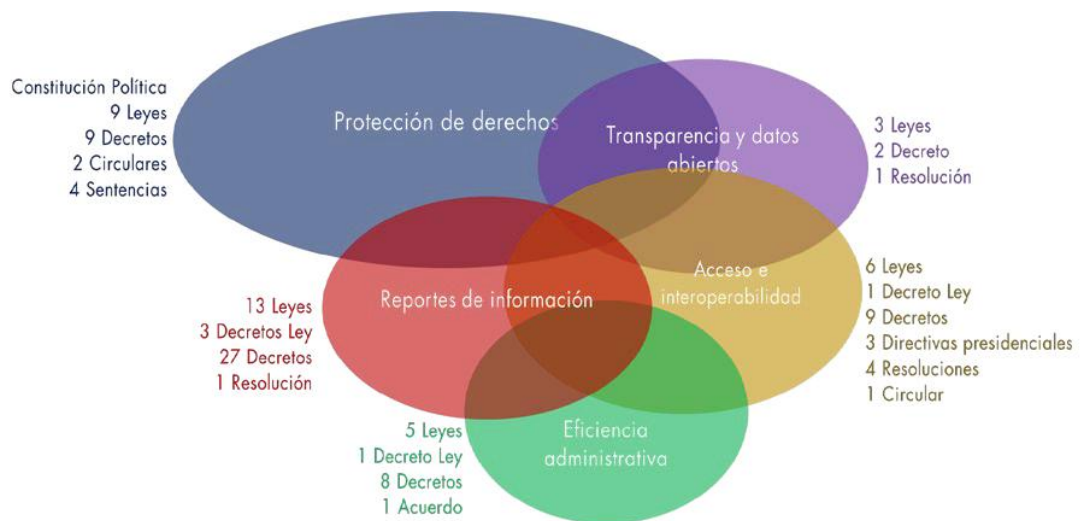 Constitución Política
9 Leyes
9 Decretos
2 Circulares
4 Sentencias
Protección de derechos
Transparencia y datos
abiertos
3 Leyes
2 Decreto
1 Resolución
13 Leyes
3 Decretos Ley
27 Decretos
1 Resolución
Reportes de información
Acceso e
interoperabilidad
6 Leyes
1 Decreto Ley
9 Decretos
3 Directivas presidenciales
4 Resoluciones
1 Circular
5 Leyes
1 Decreto Ley
8 Decretos
1 Acuerdo
Eficiencia
administrativa